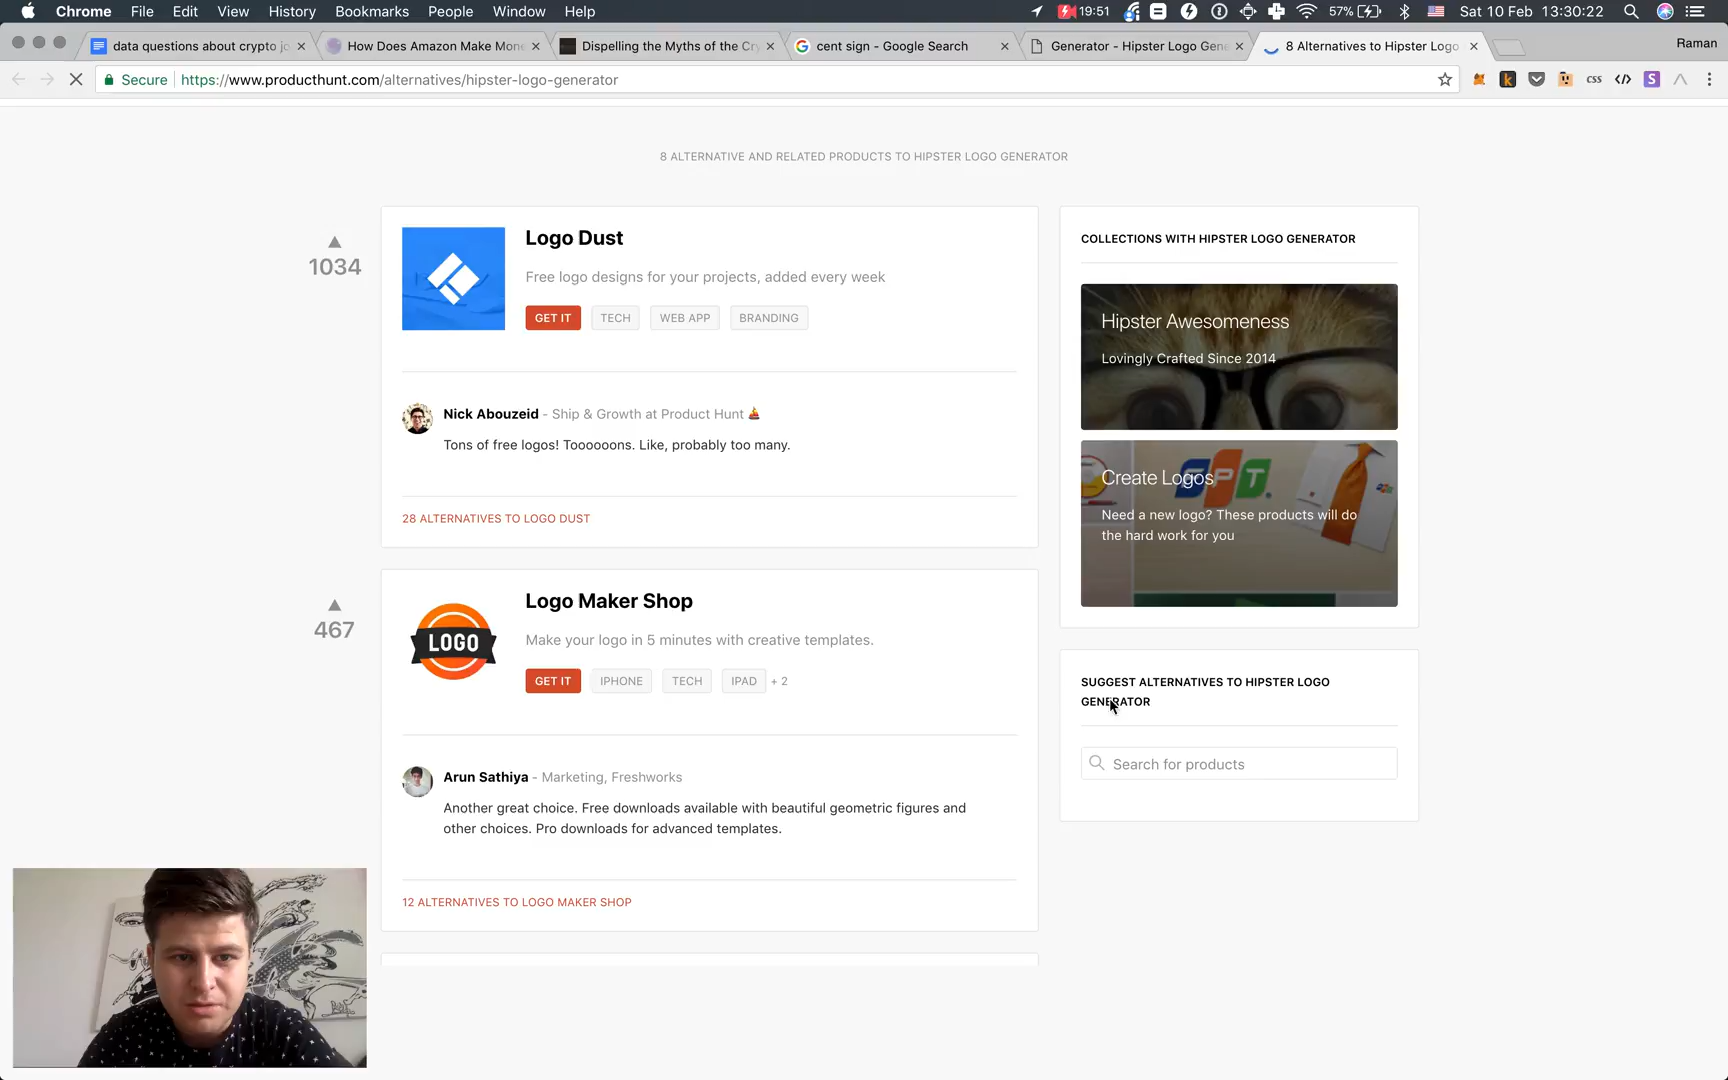 Chrome File Edit View History Bookmarks People Window Help 19:51 57% Sat 10 Feb 13:30:22
data questions about crypto jo How Does Amazon Make Mone Dispelling the Myths of the Cry cent sign - Google Search Generator - Hipster Logo Gene 8 Alternatives to Hipster Logo Raman
Secure https://www.producthunt.com/alternatives/hipster-logo-generator
8 ALTERNATIVE AND RELATED PRODUCTS TO HIPSTER LOGO GENERATOR
1034
Logo Dust
Free logo designs for your projects, added every week
GET IT TECH WEB APP BRANDING
Nick Abouzeid - Ship & Growth at Product Hunt ⛵
Tons of free logos! Toooooons. Like, probably too many.
28 ALTERNATIVES TO LOGO DUST
467
LOGO
Logo Maker Shop
Make your logo in 5 minutes with creative templates.
GET IT IPHONE TECH IPAD + 2
Arun Sathiya - Marketing, Freshworks
Another great choice. Free downloads available with beautiful geometric figures and
other choices. Pro downloads for advanced templates.
12 ALTERNATIVES TO LOGO MAKER SHOP
COLLECTIONS WITH HIPSTER LOGO GENERATOR
Hipster Awesomeness
Lovingly Crafted Since 2014
Create Logos
Need a new logo? These products will do
the hard work for you
SUGGEST ALTERNATIVES TO HIPSTER LOGO
GENERATOR
Search for products